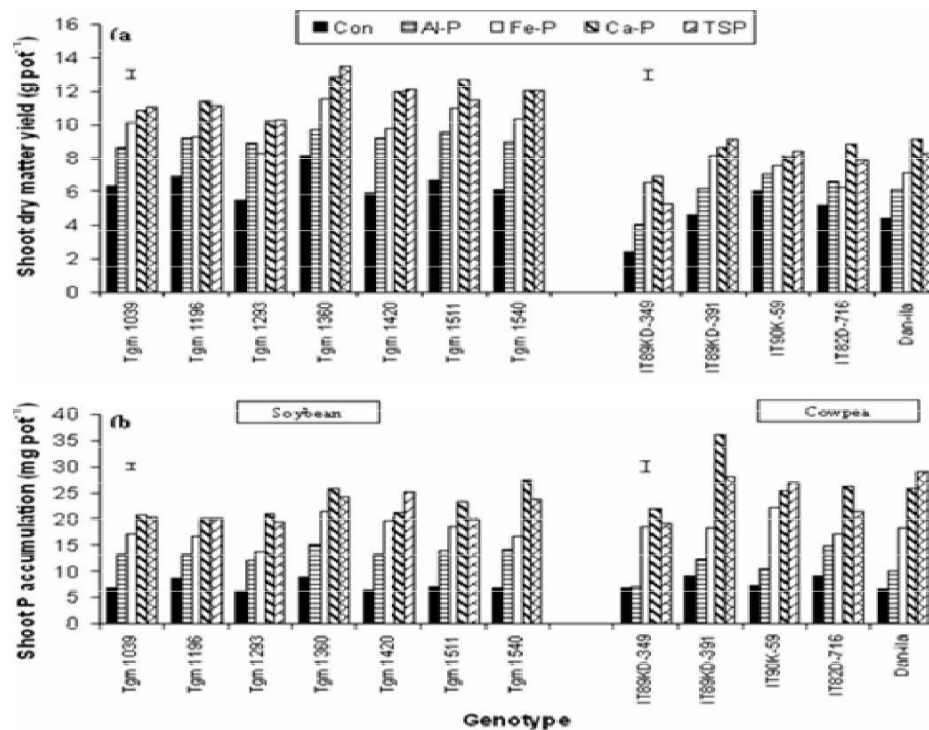 (a
Con Al-P Fe-P Ca-P TSP
Shoot dry matter yield (g pot⁻¹)
16
14
12
10
8
6
4
2
0
Tgm 1039
Tgm 1196
Tgm 1293
Tgm 1360
Tgm 1420
Tgm 1511
Tgm 1540
IT89KD-349
IT89KD-391
IT90K-59
IT82D-716
Dan-ila
(b
Soybean
Cowpea
Shoot P accumulation (mg pot⁻¹)
40
35
30
25
20
15
10
5
0
Tgm 1039
Tgm 1196
Tgm 1293
Tgm 1360
Tgm 1420
Tgm 1511
Tgm 1540
IT89KD-349
IT89KD-391
IT90K-59
IT82D-716
Dan-ila
Genotype